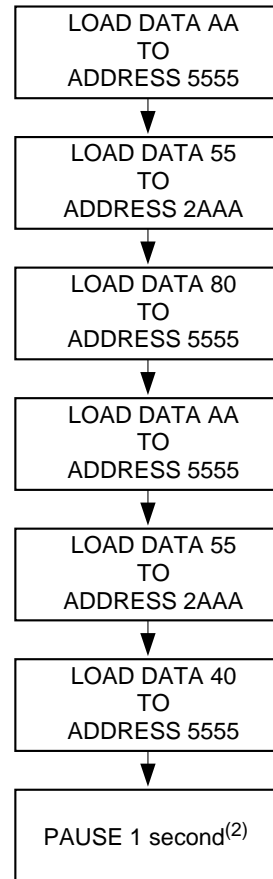 LOAD DATA AA
TO
ADDRESS 5555
LOAD DATA 55
TO
ADDRESS 2AAA
LOAD DATA 80
TO
ADDRESS 5555
LOAD DATA AA
TO
ADDRESS 5555
LOAD DATA 55
TO
ADDRESS 2AAA
LOAD DATA 40
TO
ADDRESS 5555
PAUSE 1 second(2)